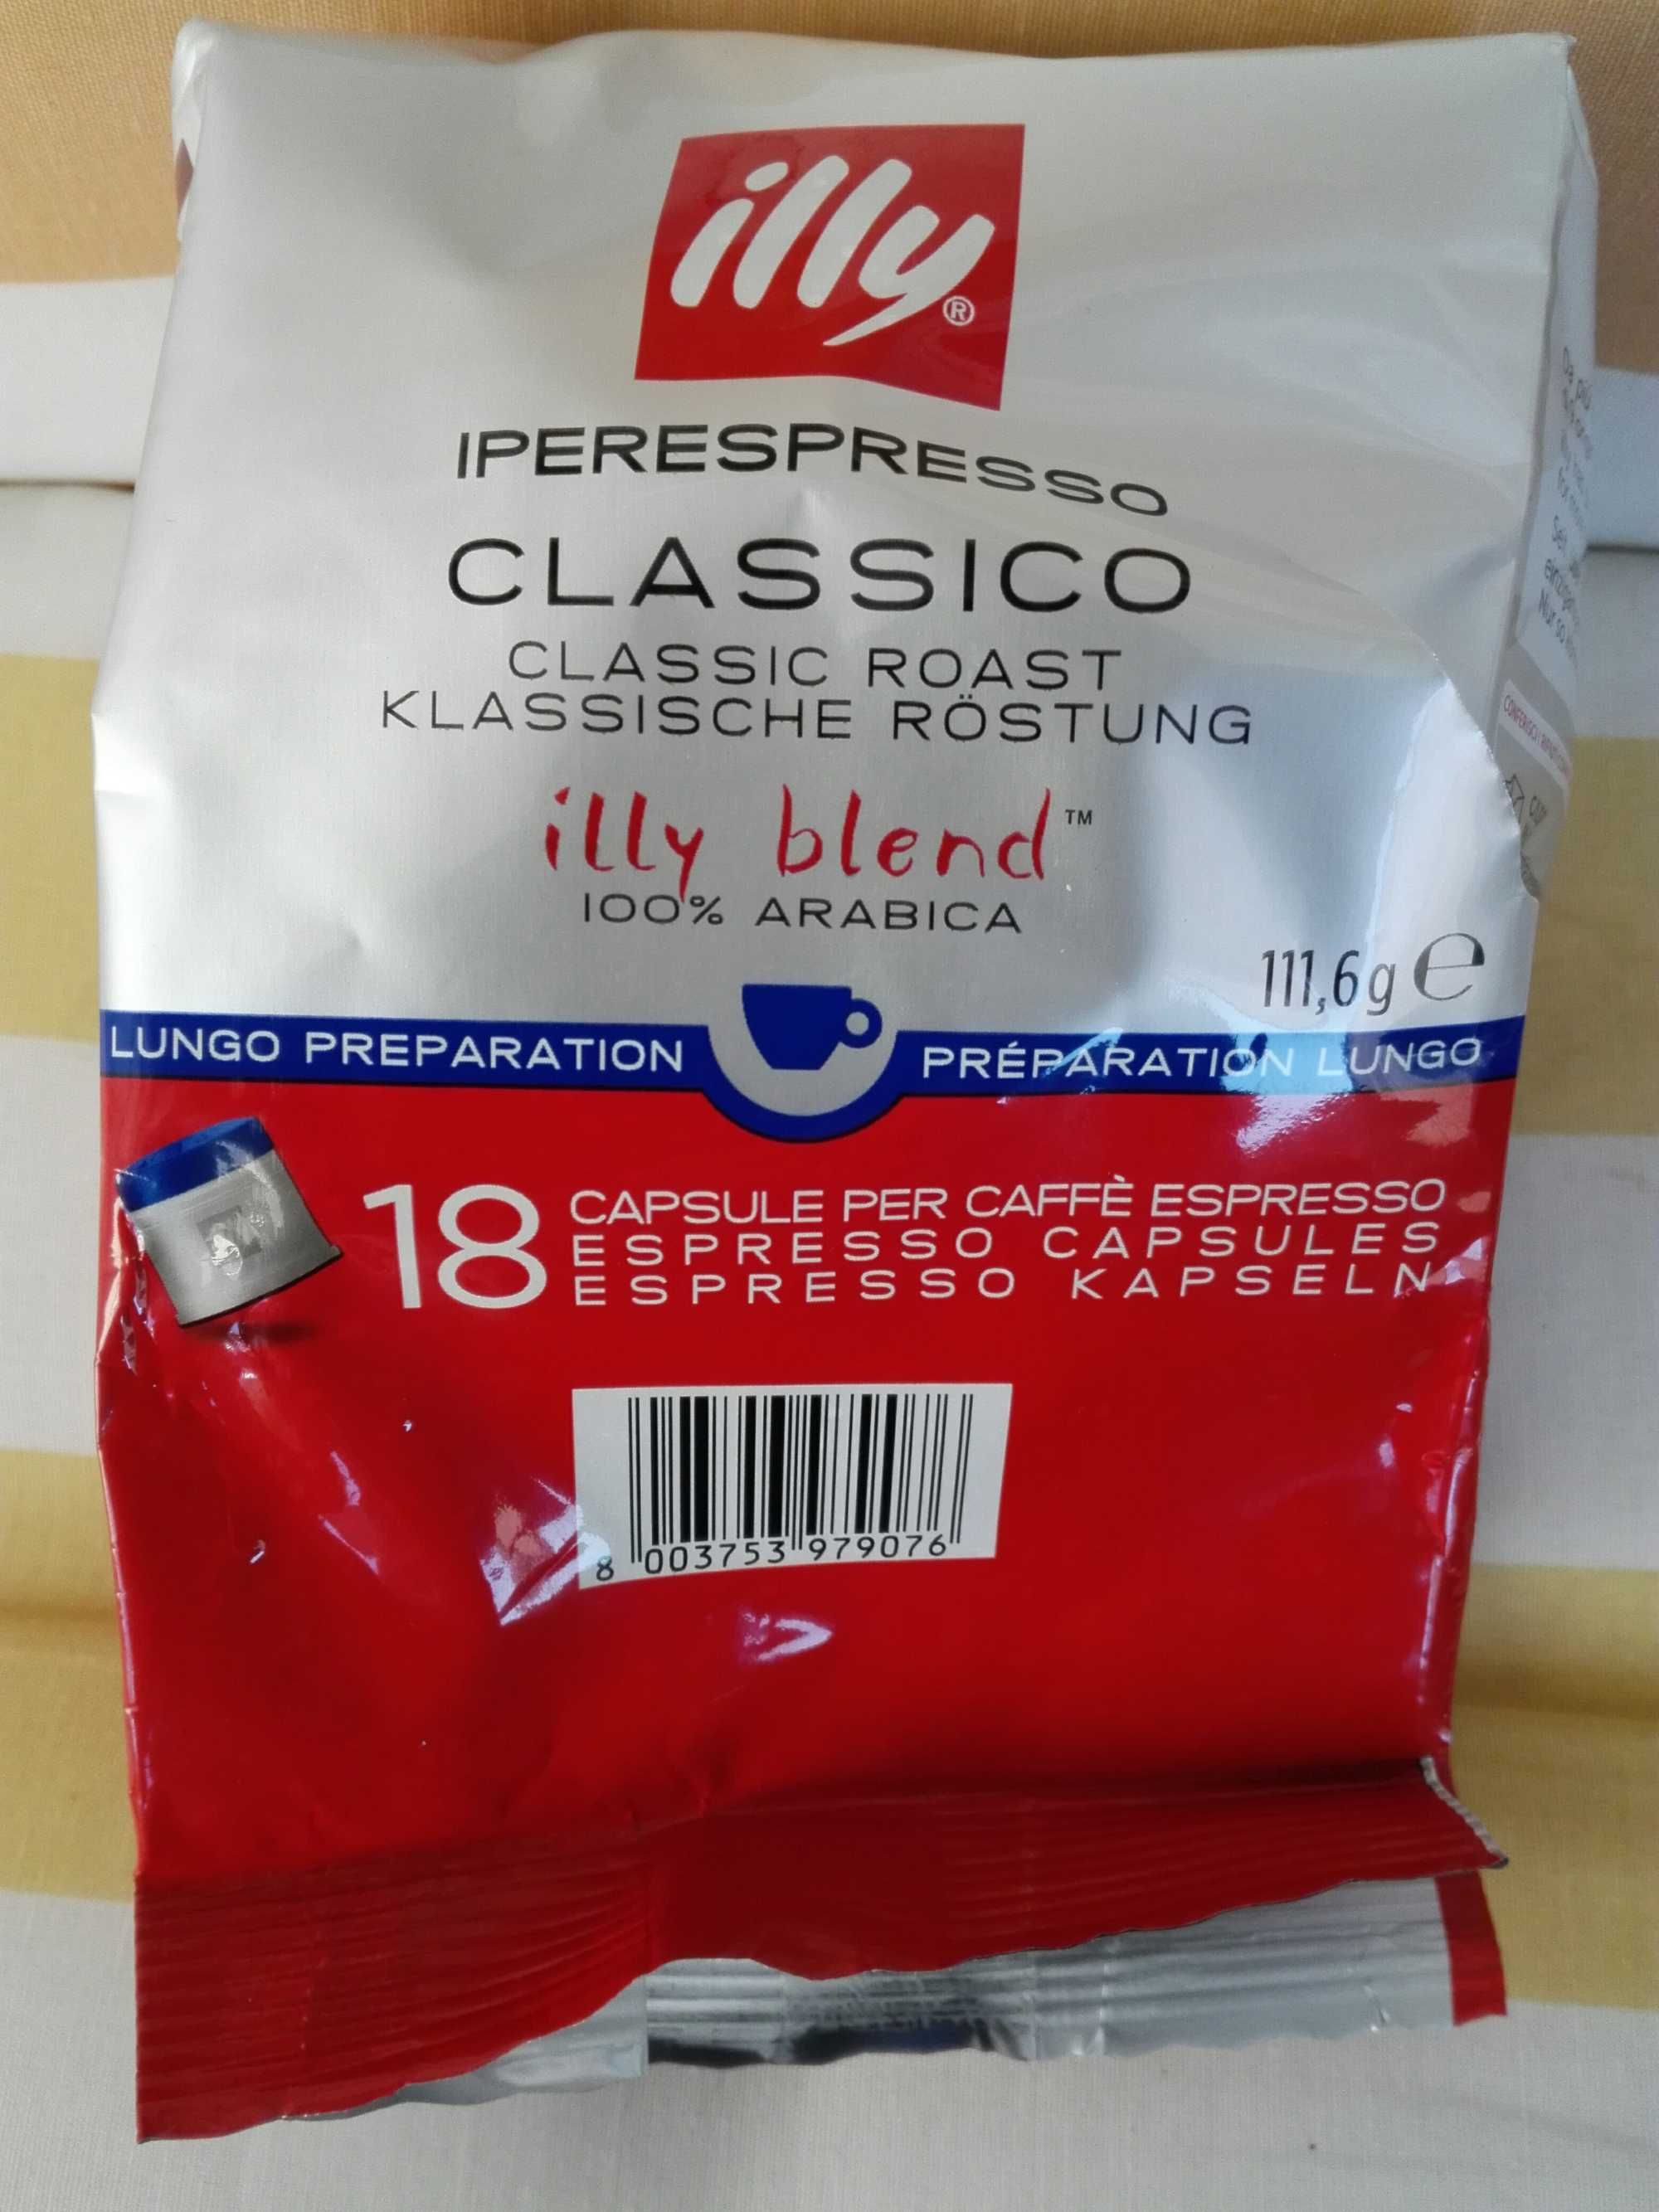 illy®
IPERESPRESSO
CLASSICO
CLASSIC ROAST
KLASSISCHE RÖSTUNG
illy blend™
100% ARABICA
111,6 g ℮
LUNGO PREPARATION
PRÉPARATION LUNGO
18
CAPSULE PER CAFFÈ ESPRESSO
ESPRESSO CAPSULES
ESPRESSO KAPSELN
8 003753 979076